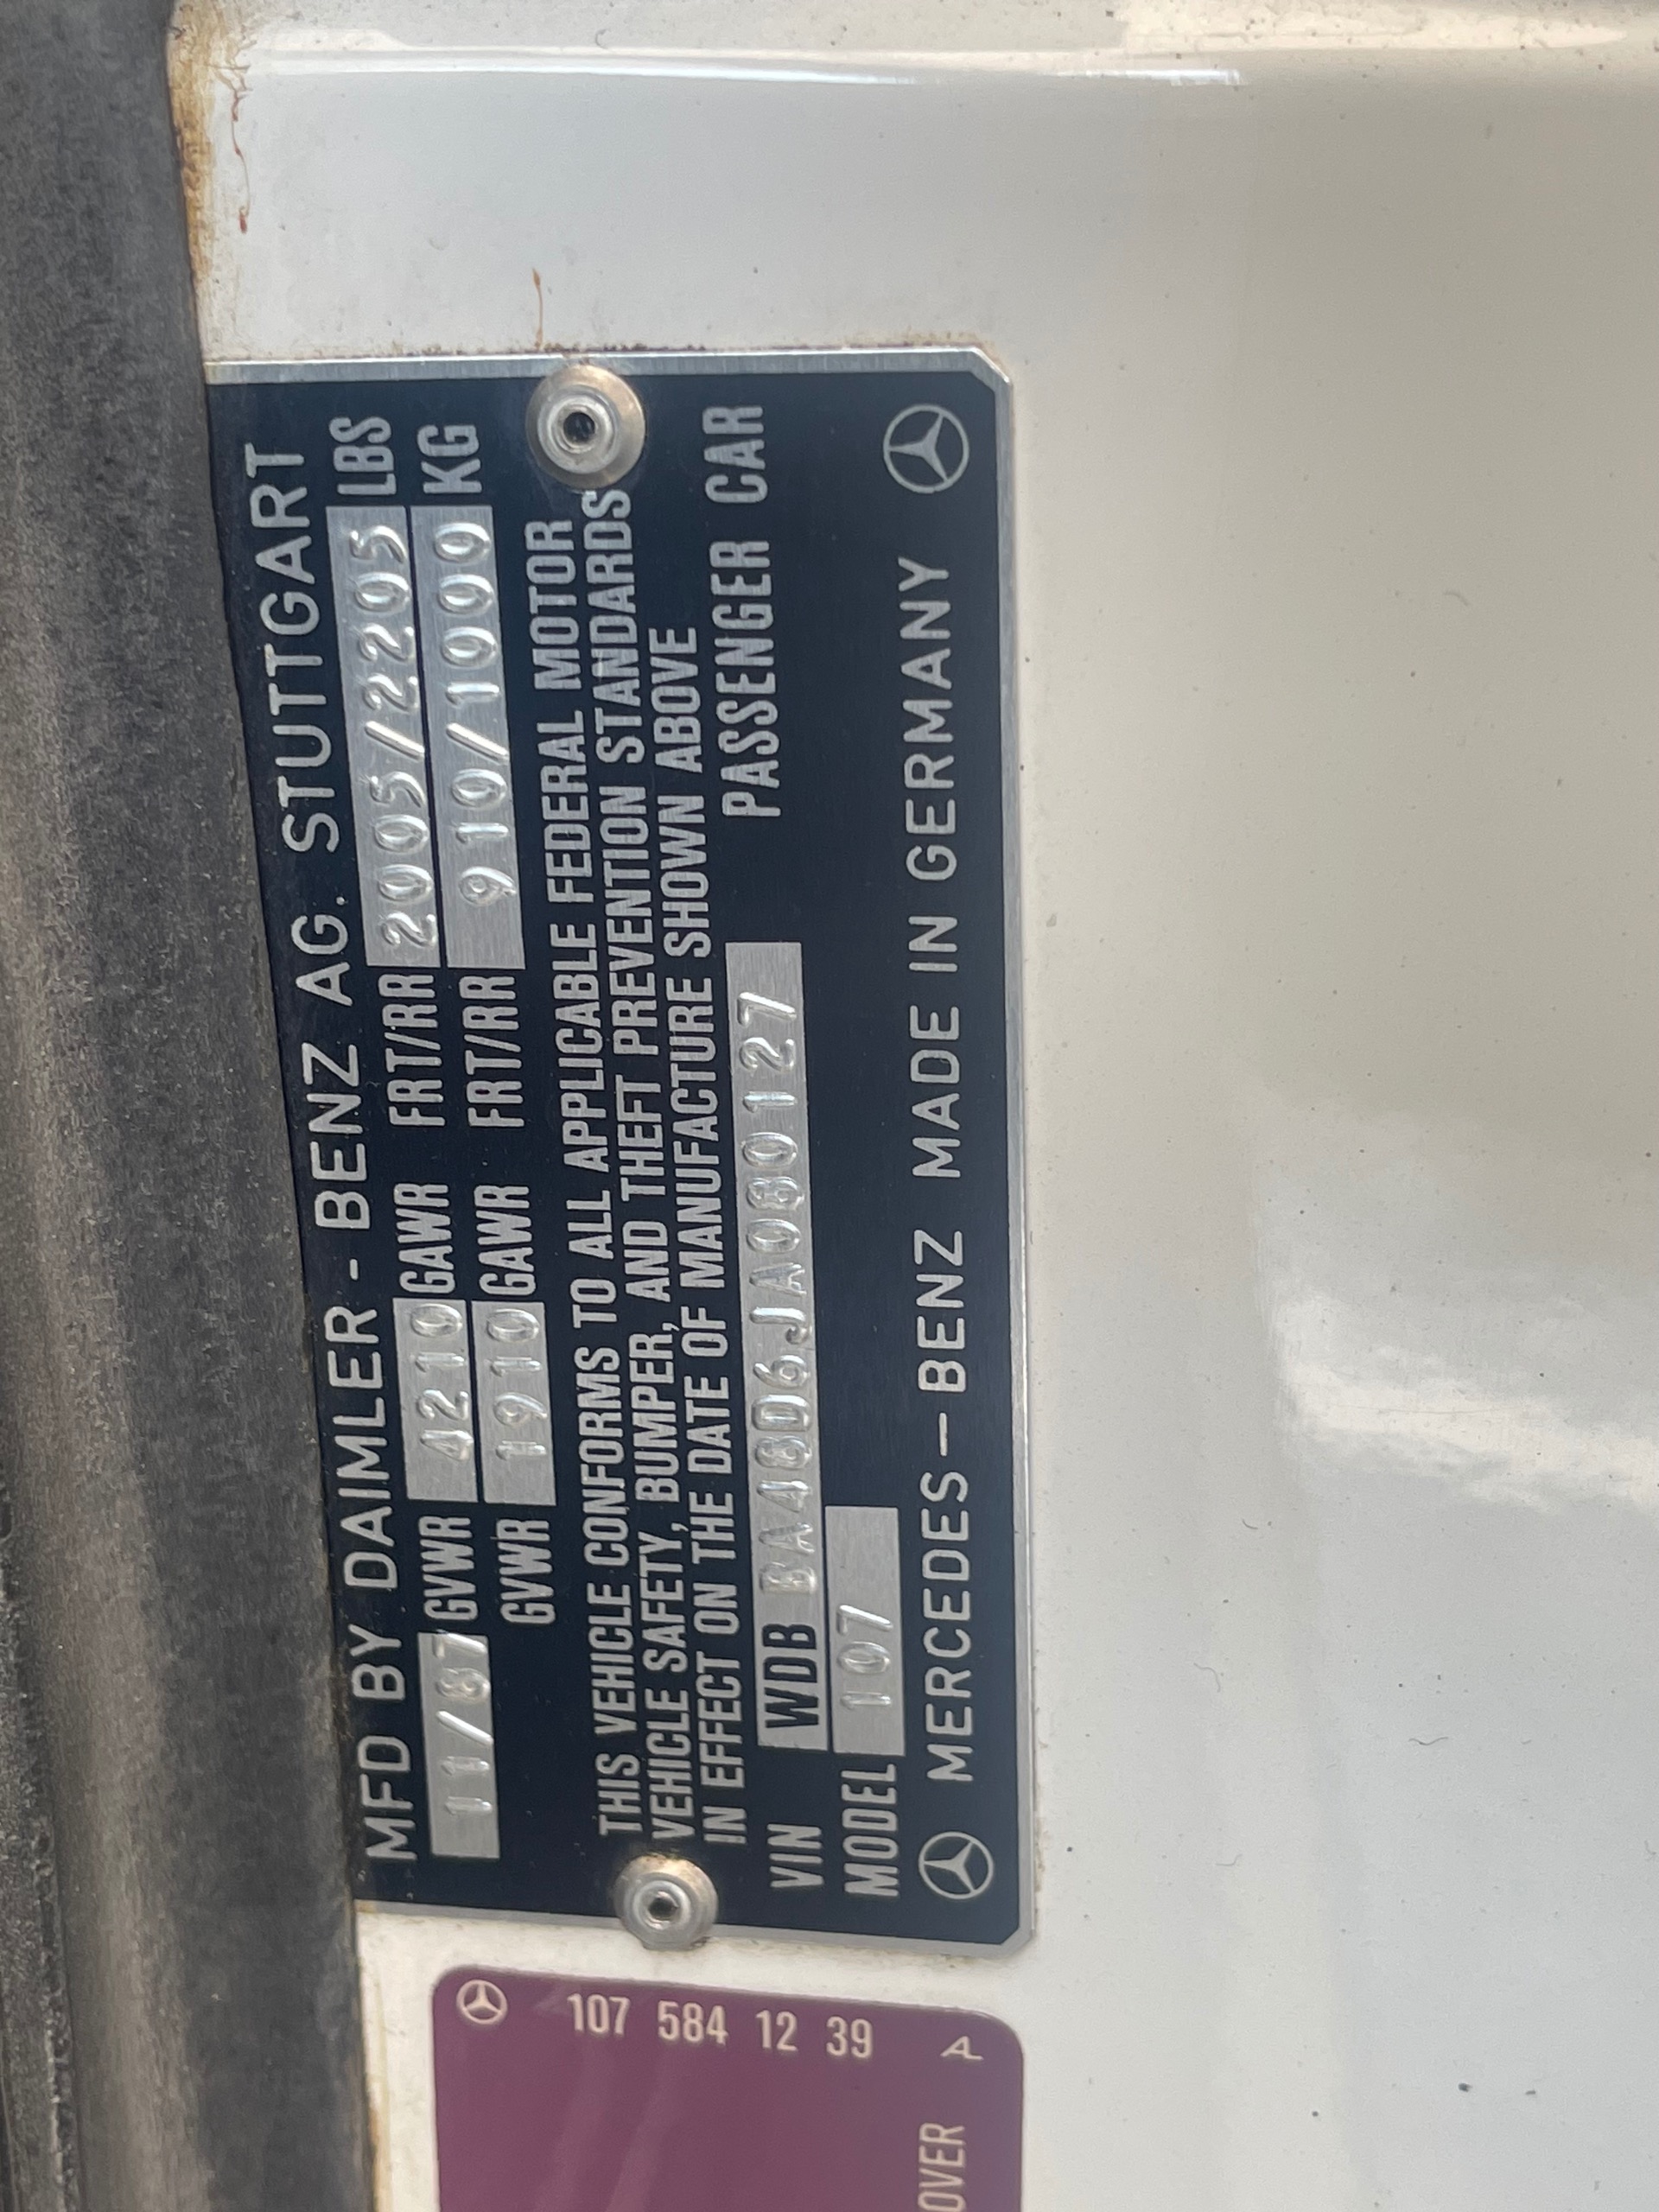 MFD BY DAIMLER - BENZ AG. STUTTGART
11/87 GVWR 4210 GAWR FRT/RR 2005/2205 LBS
GVWR 1910 GAWR FRT/RR 910/1000 KG
THIS VEHICLE CONFORMS TO ALL APPLICABLE FEDERAL MOTOR
VEHICLE SAFETY, BUMPER, AND THEFT PREVENTION STANDARDS
IN EFFECT ON THE DATE OF MANUFACTURE SHOWN ABOVE
VIN WDB BA48D6JA080127 PASSENGER CAR
MODEL 107
MERCEDES-BENZ MADE IN GERMANY
107 584 12 39 A
OVER